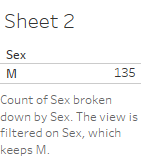 Sheet 2
Sex
M 135
Count of Sex broken
down by Sex. The view is
filtered on Sex, which
keeps M.